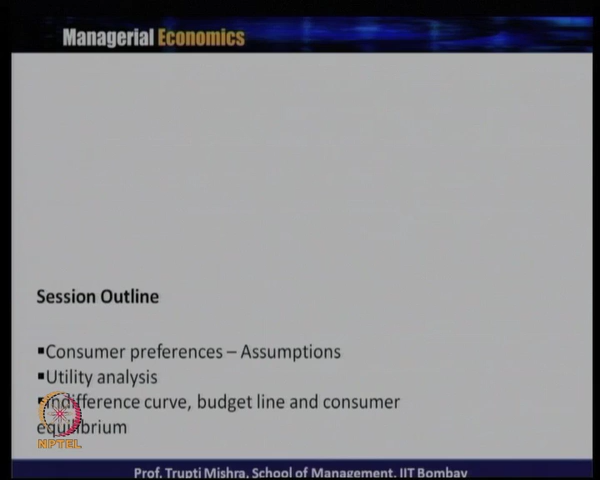 Managerial Economics
Session Outline
▪Consumer preferences – Assumptions
▪Utility analysis
▪Indifference curve, budget line and consumer
equilibrium
NPTEL
Prof. Trupti Mishra, School of Management, IIT Bombay